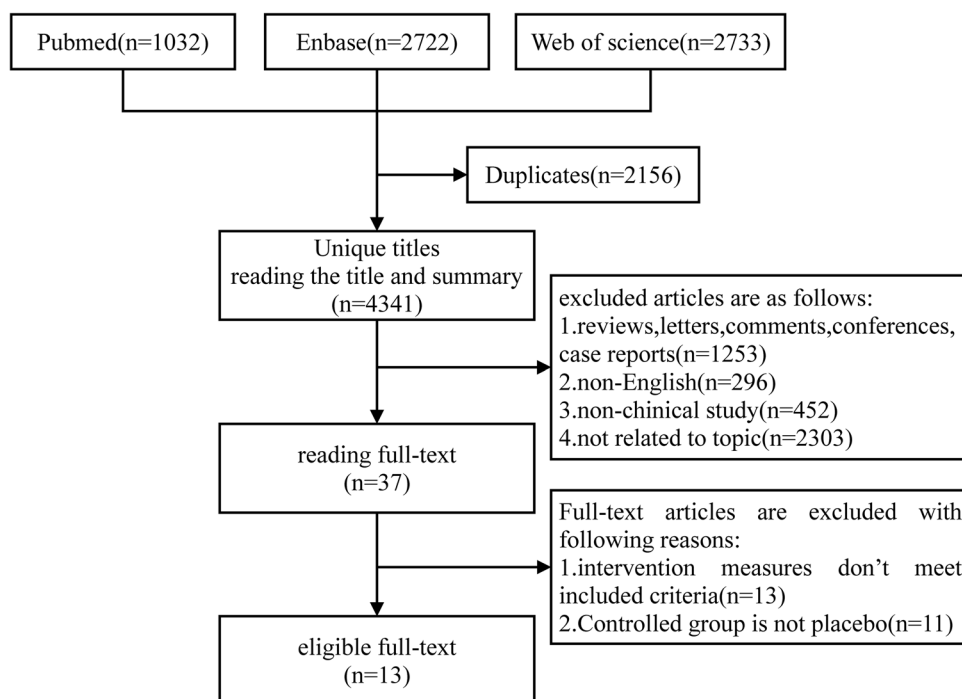 Pubmed(n=1032)
Enbase(n=2722)
Web of science(n=2733)
Duplicates(n=2156)
Unique titles
reading the title and summary
(n=4341)
excluded articles are as follows:
1.reviews,letters,comments,conferences,
case reports(n=1253)
2.non-English(n=296)
3.non-chinical study(n=452)
4.not related to topic(n=2303)
reading full-text
(n=37)
Full-text articles are excluded with
following reasons:
1.intervention measures don’t meet
included criteria(n=13)
2.Controlled group is not placebo(n=11)
eligible full-text
(n=13)